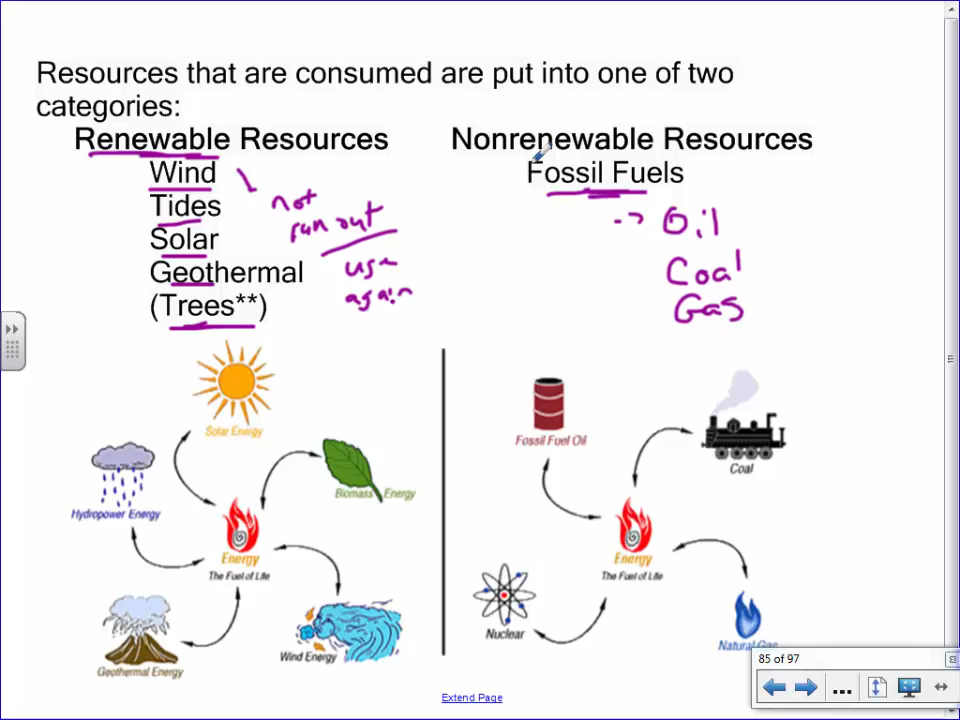 Resources that are consumed are put into one of two
categories:
Renewable Resources
Wind
Tides
Solar
Geothermal
(Trees**)
not
run out
use
again
Nonrenewable Resources
Fossil Fuels
-> Oil
Coal
Gas
Solar Energy
Hydropower Energy
Biomass Energy
Energy
The Fuel of Life
Geothermal Energy
Wind Energy
Fossil Fuel Oil
Coal
Energy
The Fuel of Life
Nuclear
Natural Gas
Extend Page
85 of 97
...